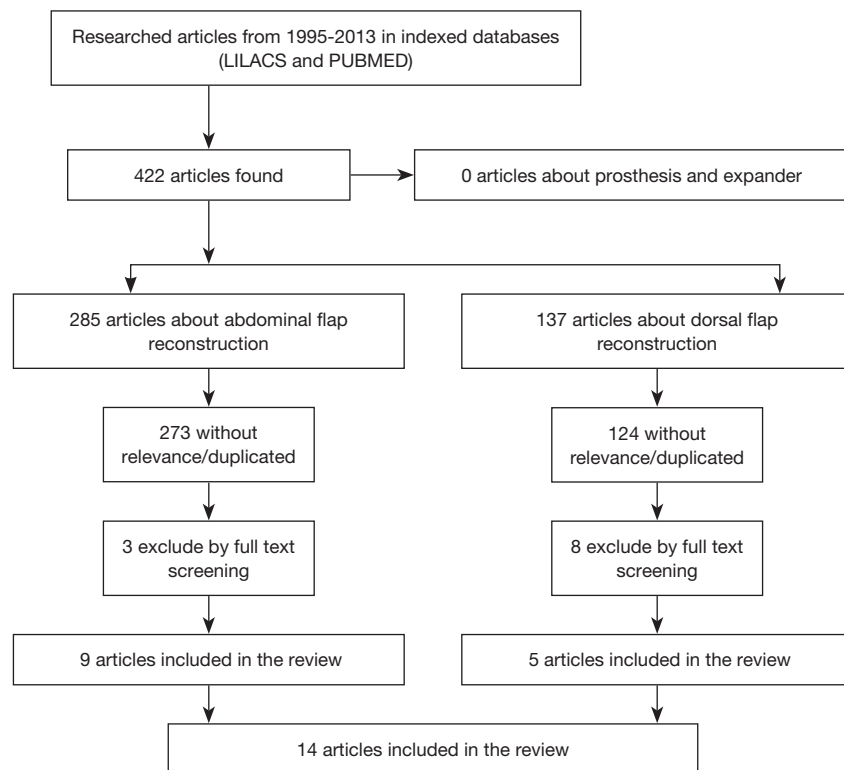 Researched articles from 1995-2013 in indexed databases
(LILACS and PUBMED)
422 articles found
0 articles about prosthesis and expander
285 articles about abdominal flap
reconstruction
137 articles about dorsal flap
reconstruction
273 without
relevance/duplicated
124 without
relevance/duplicated
3 exclude by full text
screening
8 exclude by full text
screening
9 articles included in the review
5 articles included in the review
14 articles included in the review